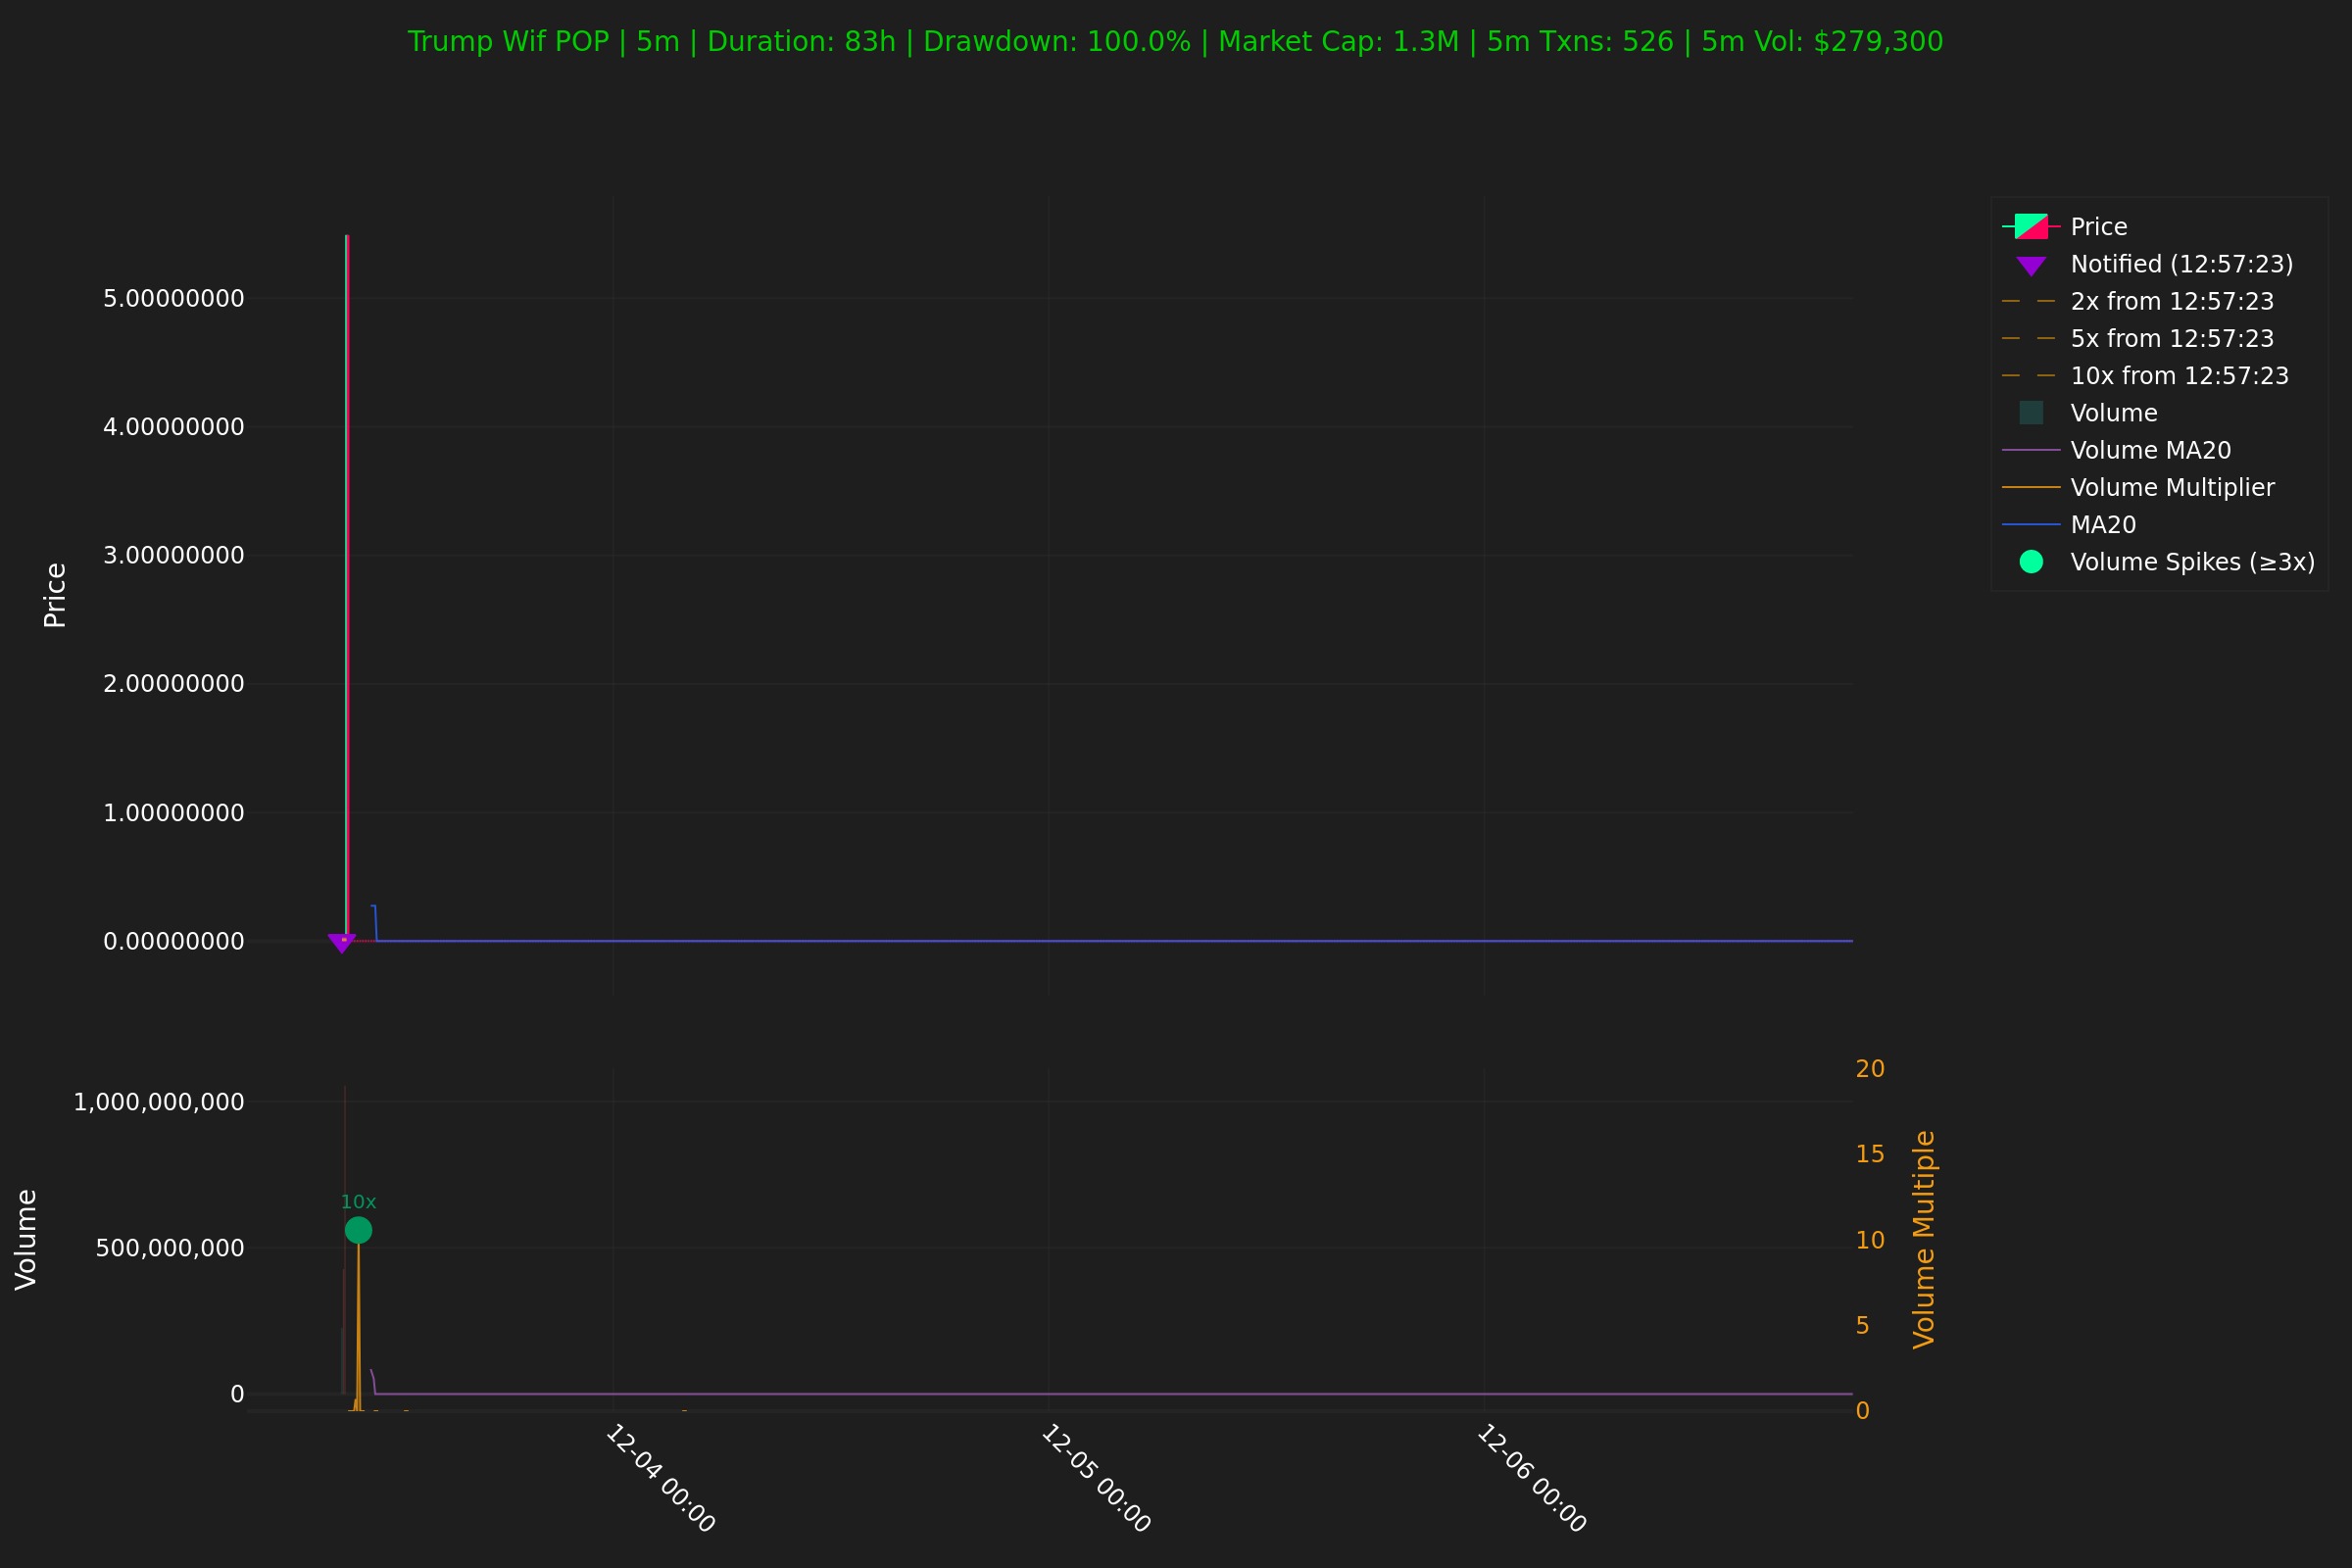 Trump Wif POP | 5m | Duration: 83h | Drawdown: 100.0% | Market Cap: 1.3M | 5m Txns: 526 | 5m Vol: $279,300
Price
5.00000000
4.00000000
3.00000000
2.00000000
1.00000000
0.00000000
Price
Notified (12:57:23)
2x from 12:57:23
5x from 12:57:23
10x from 12:57:23
Volume
Volume MA20
Volume Multiplier
MA20
Volume Spikes (≥3x)
Volume
1,000,000,000
500,000,000
0
10x
20
15
10
5
0
Volume Multiple
12-04 00:00
12-05 00:00
12-06 00:00